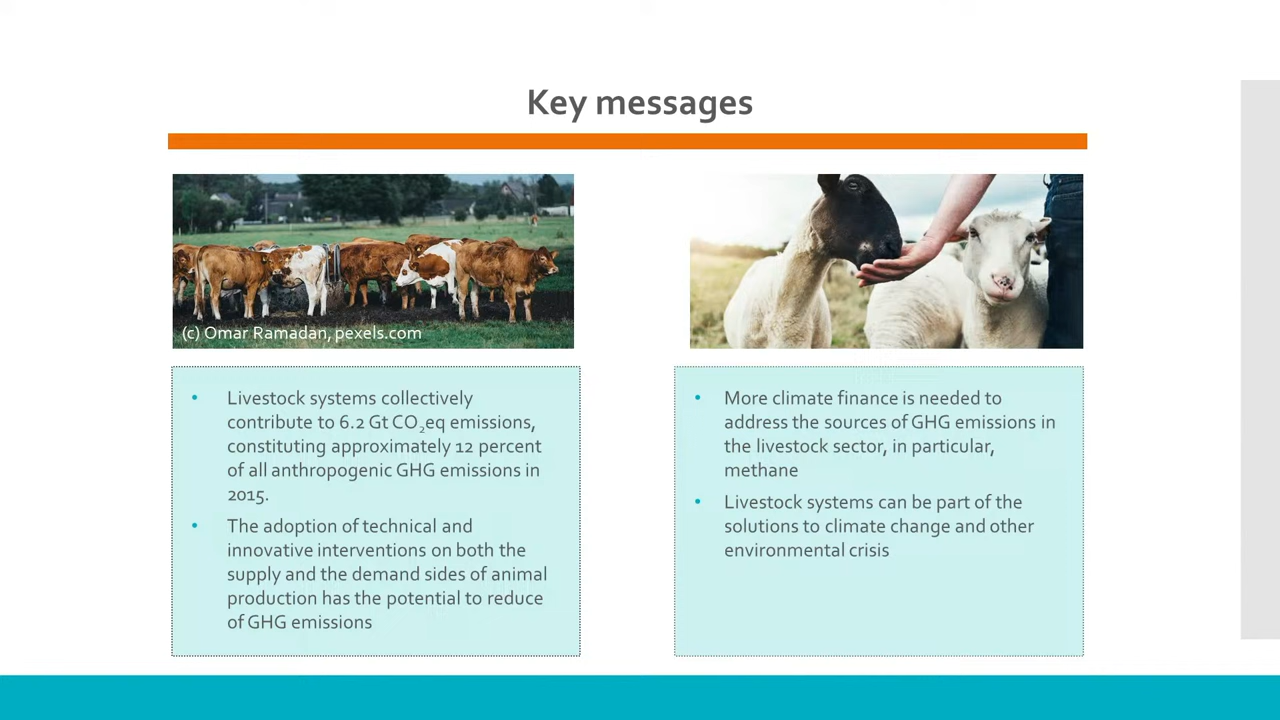 Key messages
(c) Omar Ramadan, pexels.com
• Livestock systems collectively
contribute to 6.2 Gt CO₂eq emissions,
constituting approximately 12 percent
of all anthropogenic GHG emissions in
2015.
• The adoption of technical and
innovative interventions on both the
supply and the demand sides of animal
production has the potential to reduce
of GHG emissions
• More climate finance is needed to
address the sources of GHG emissions in
the livestock sector, in particular,
methane
• Livestock systems can be part of the
solutions to climate change and other
environmental crisis